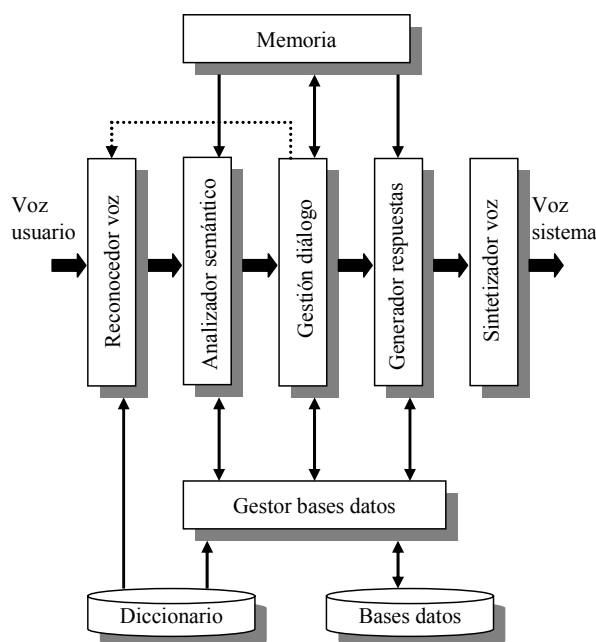 Memoria
Voz
usuario
Reconocedor voz
Analizador semántico
Gestión diálogo
Generador respuestas
Sintetizador voz
Voz
sistema
Gestor bases datos
Diccionario
Bases datos